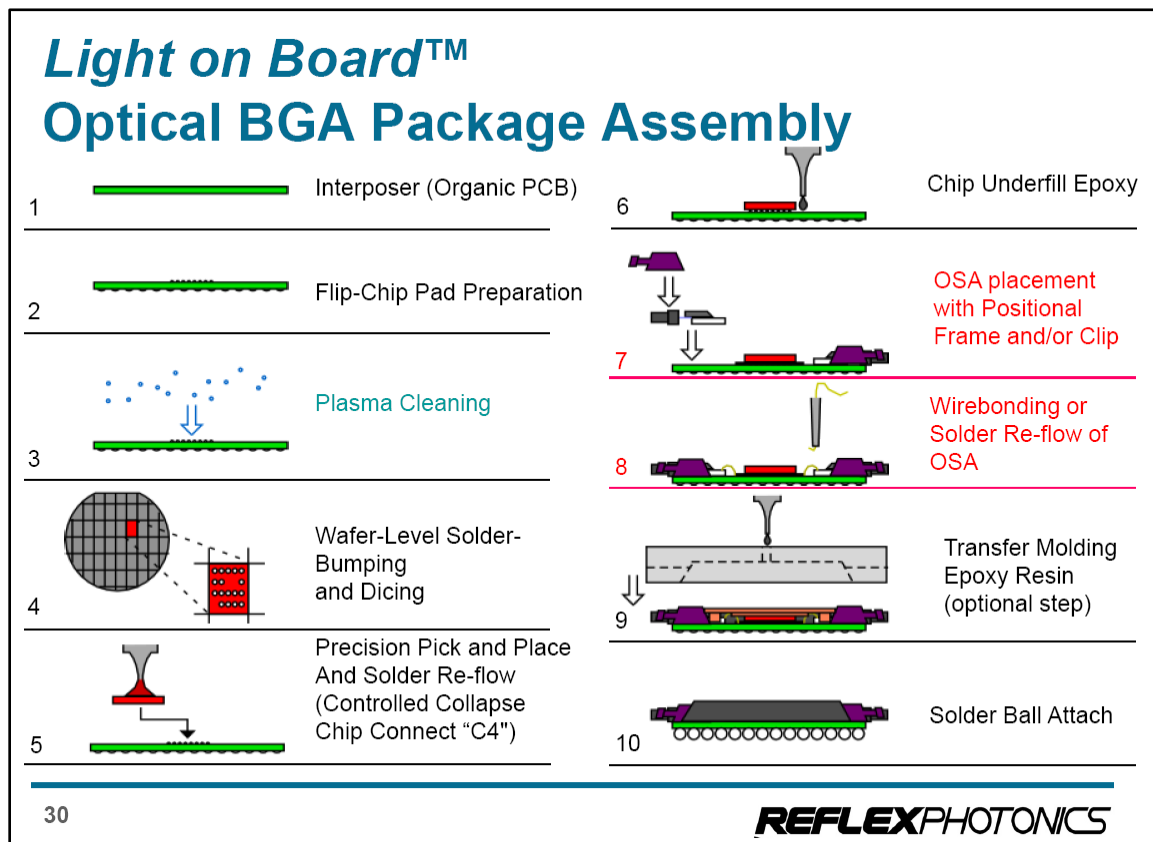 Light on Board™
Optical BGA Package Assembly
1
Interposer (Organic PCB)
2
Flip-Chip Pad Preparation
3
Plasma Cleaning
4
Wafer-Level Solder-
Bumping
and Dicing
5
Precision Pick and Place
And Solder Re-flow
(Controlled Collapse
Chip Connect “C4")
6
Chip Underfill Epoxy
7
OSA placement
with Positional
Frame and/or Clip
8
Wirebonding or
Solder Re-flow of
OSA
9
Transfer Molding
Epoxy Resin
(optional step)
10
Solder Ball Attach
30
REFLEXPHOTONICS